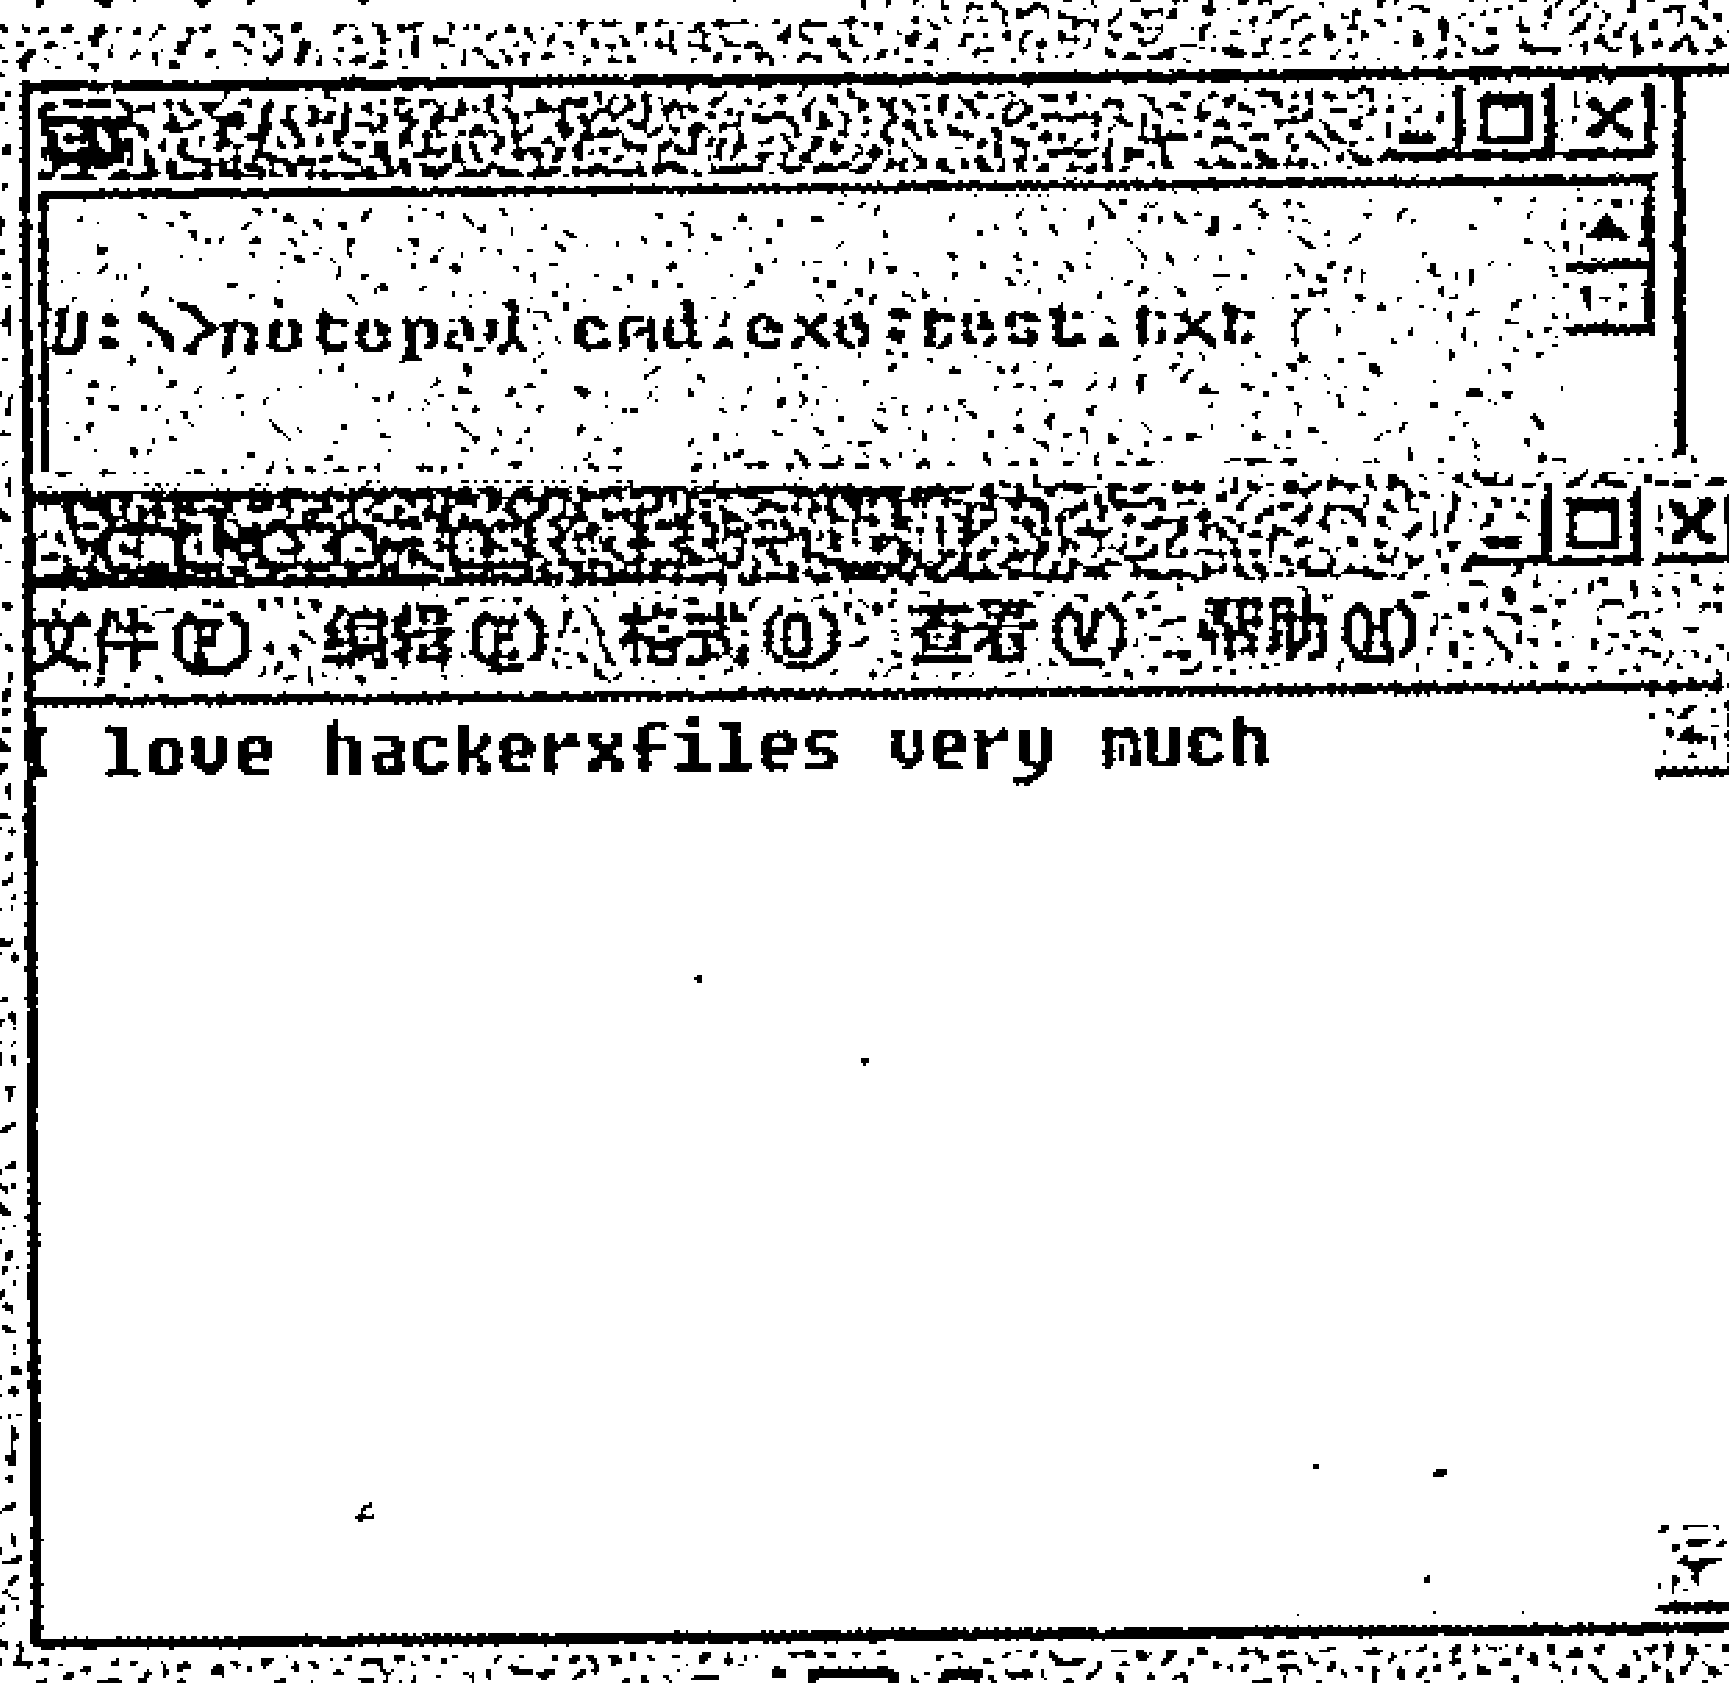 :\>notepad cmd.exe:test.txt
文件(F) 编辑(E) 格式(O) 查看(V) 帮助(H)
I love hackerxfiles very much